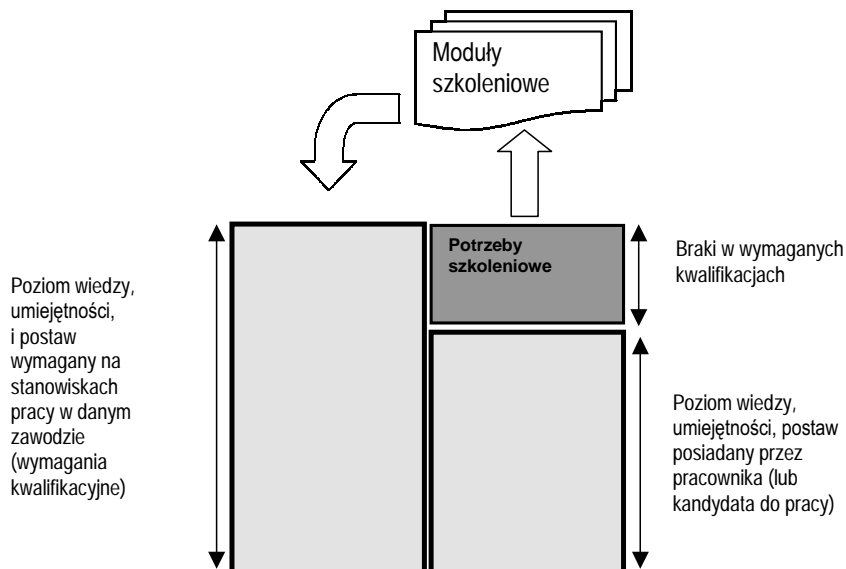 Moduły
szkoleniowe
Potrzeby
szkoleniowe
Braki w wymaganych
kwalifikacjach
Poziom wiedzy,
umiejętności,
i postaw
wymagany na
stanowiskach
pracy w danym
zawodzie
(wymagania
kwalifikacyjne)
Poziom wiedzy,
umiejętności, postaw
posiadany przez
pracownika (lub
kandydata do pracy)